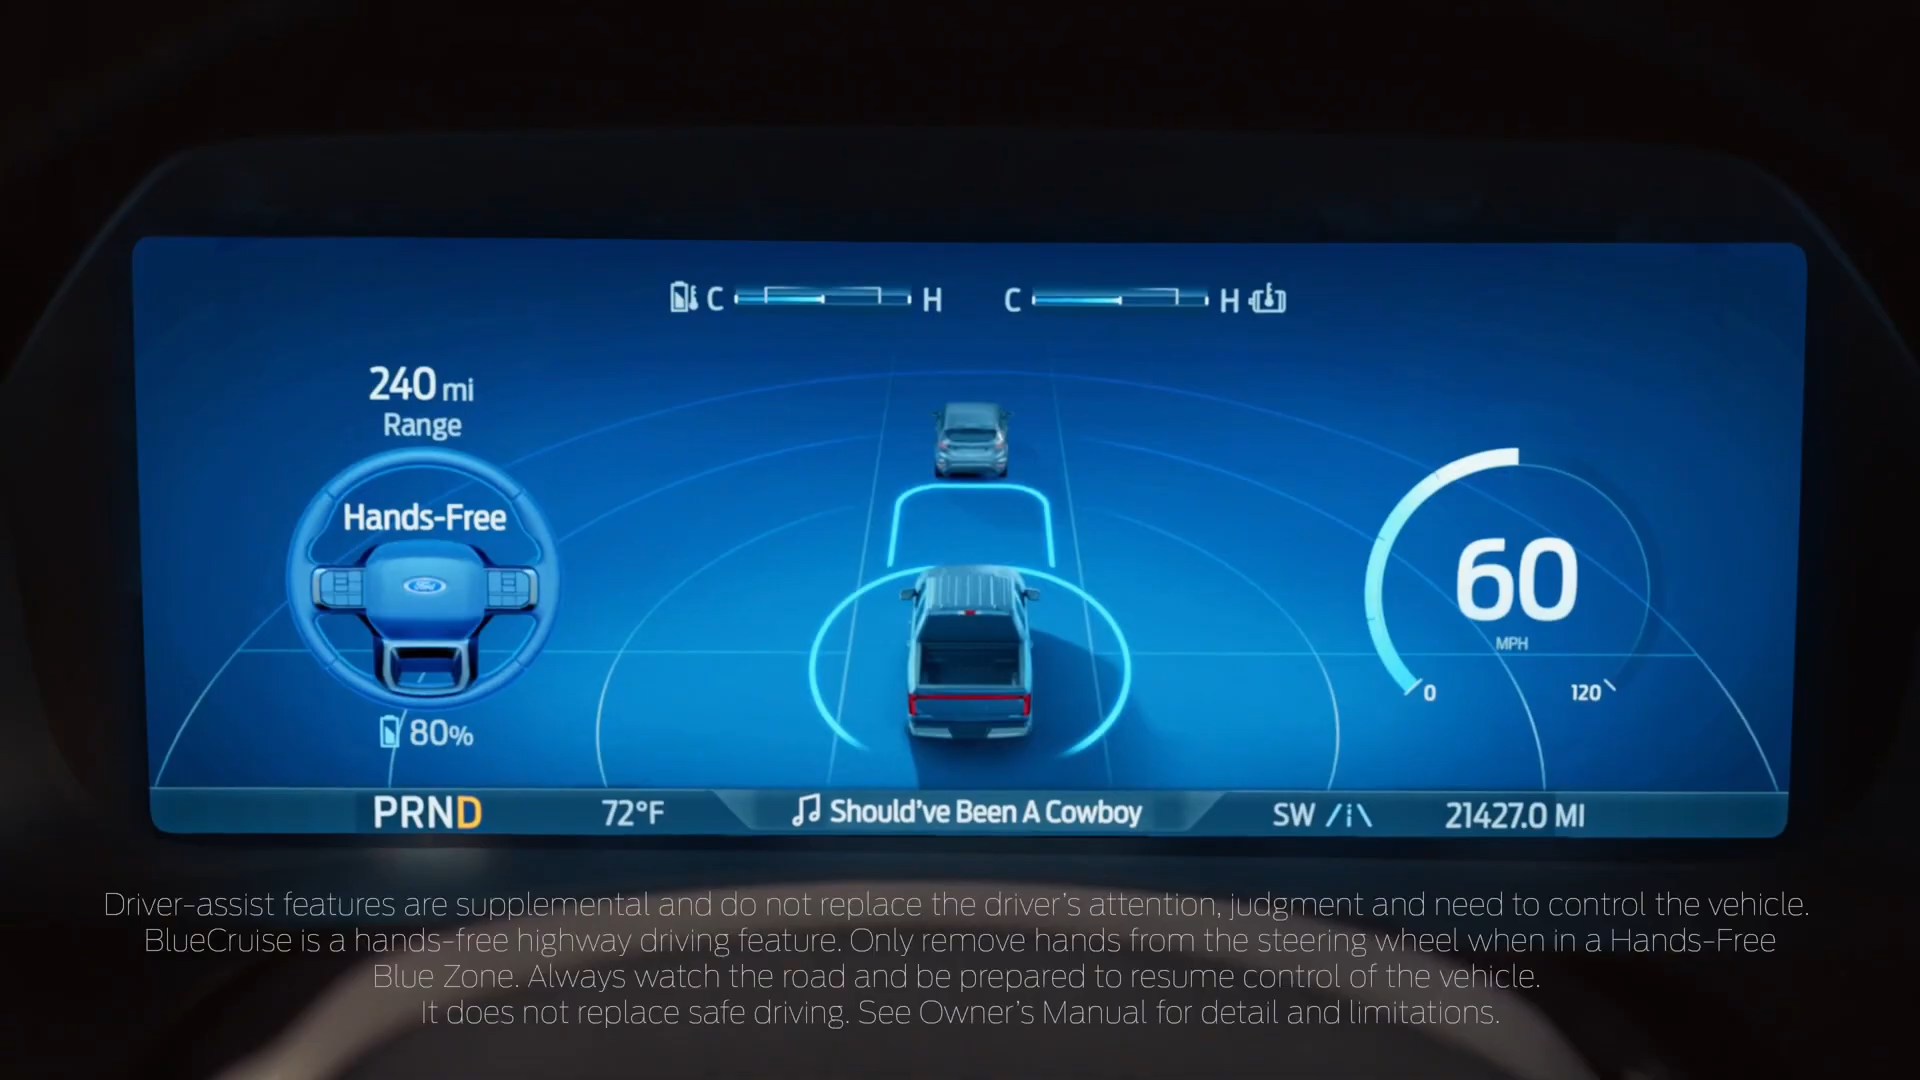 C H C H
240 mi
Range
Hands-Free
Ford
80%
60
MPH
0 120
PRND 72°F Should've Been A Cowboy SW 21427.0 MI
Driver-assist features are supplemental and do not replace the driver's attention, judgment and need to control the vehicle.
BlueCruise is a hands-free highway driving feature. Only remove hands from the steering wheel when in a Hands-Free
Blue Zone. Always watch the road and be prepared to resume control of the vehicle.
It does not replace safe driving. See Owner's Manual for detail and limitations.